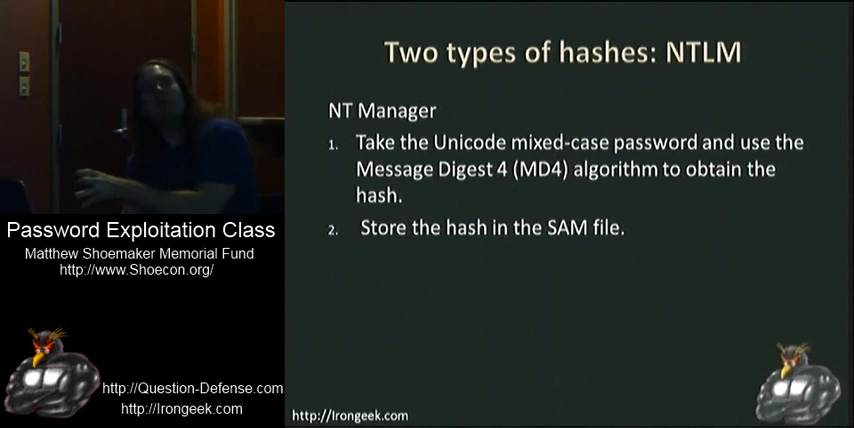 Two types of hashes: NTLM
NT Manager
1. Take the Unicode mixed-case password and use the
Message Digest 4 (MD4) algorithm to obtain the
hash.
2. Store the hash in the SAM file.
http://Irongeek.com
Password Exploitation Class
Matthew Shoemaker Memorial Fund
http://www.Shoecon.org/
http://Question-Defense.com
http://Irongeek.com